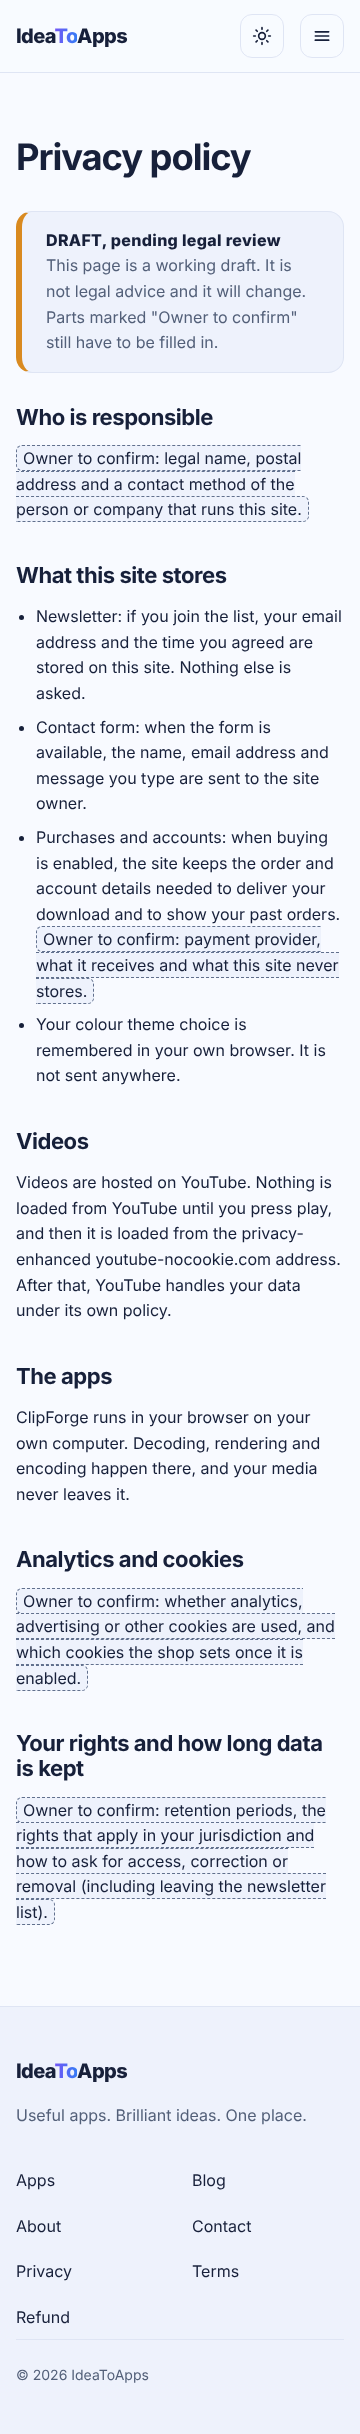 IdeaToApps
Privacy policy
DRAFT, pending legal review
This page is a working draft. It is
not legal advice and it will change.
Parts marked "Owner to confirm"
still have to be filled in.
Who is responsible
Owner to confirm: legal name, postal
address and a contact method of the
person or company that runs this site.
What this site stores
• Newsletter: if you join the list, your email
address and the time you agreed are
stored on this site. Nothing else is
asked.
• Contact form: when the form is
available, the name, email address and
message you type are sent to the site
owner.
• Purchases and accounts: when buying
is enabled, the site keeps the order and
account details needed to deliver your
download and to show your past orders.
Owner to confirm: payment provider,
what it receives and what this site never
stores.
• Your colour theme choice is
remembered in your own browser. It is
not sent anywhere.
Videos
Videos are hosted on YouTube. Nothing is
loaded from YouTube until you press play,
and then it is loaded from the privacy-
enhanced youtube-nocookie.com address.
After that, YouTube handles your data
under its own policy.
The apps
ClipForge runs in your browser on your
own computer. Decoding, rendering and
encoding happen there, and your media
never leaves it.
Analytics and cookies
Owner to confirm: whether analytics,
advertising or other cookies are used, and
which cookies the shop sets once it is
enabled.
Your rights and how long data
is kept
Owner to confirm: retention periods, the
rights that apply in your jurisdiction and
how to ask for access, correction or
removal (including leaving the newsletter
list).
IdeaToApps
Useful apps. Brilliant ideas. One place.
Apps
Blog
About
Contact
Privacy
Terms
Refund
© 2026 IdeaToApps